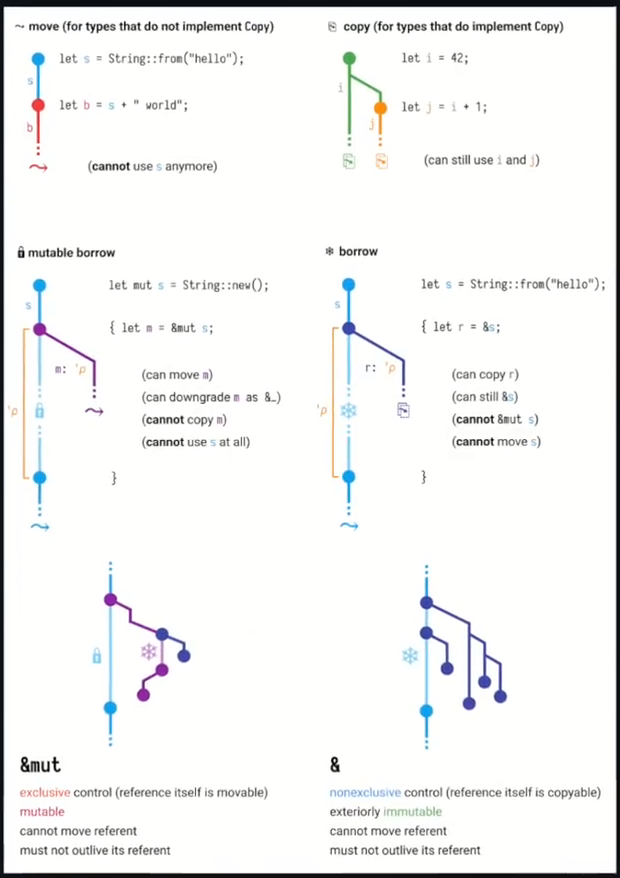 ⤳ move (for types that do not implement Copy)
let s = String::from("hello");
s
let b = s + " world";
b
(cannot use s anymore)
copy (for types that do implement Copy)
let i = 42;
i
let j = i + 1;
j
(can still use i and j)
mutable borrow
let mut s = String::new();
s
{ let m = &mut s;
m: 'ρ
(can move m)
(can downgrade m as &_)
'ρ
(cannot copy m)
(cannot use s at all)
}
❄ borrow
let s = String::from("hello");
s
{ let r = &s;
r: 'ρ
(can copy r)
(can still &s)
'ρ
(cannot &mut s)
(cannot move s)
}
&mut
exclusive control (reference itself is movable)
mutable
cannot move referent
must not outlive its referent
&
nonexclusive control (reference itself is copyable)
exteriorly immutable
cannot move referent
must not outlive its referent